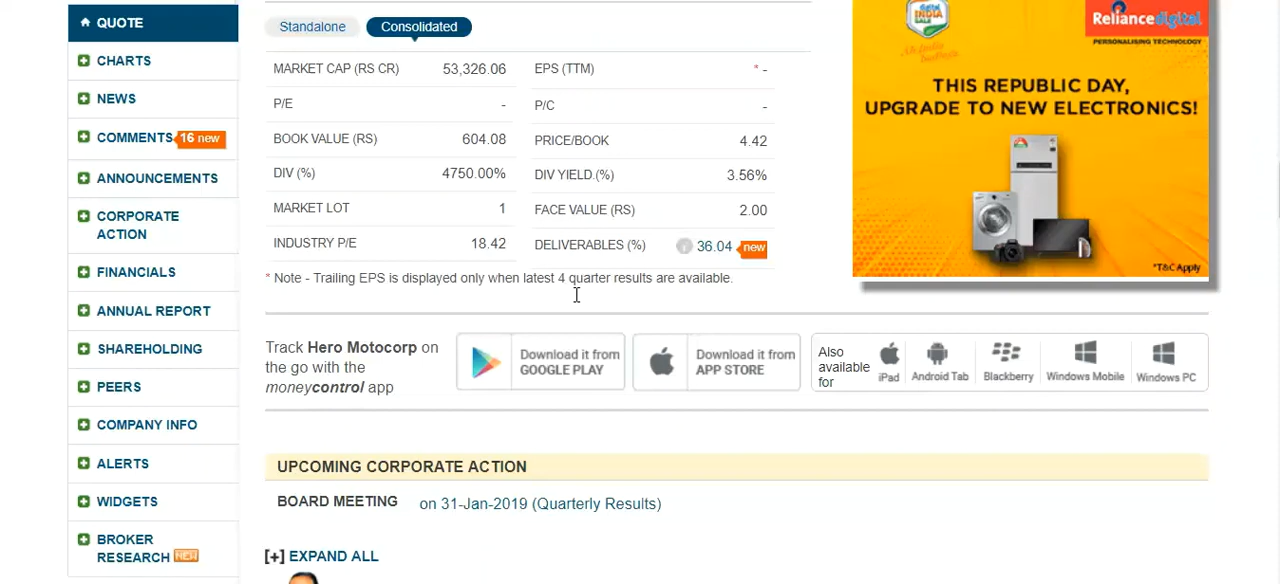 QUOTE
CHARTS
NEWS
COMMENTS 16 new
ANNOUNCEMENTS
CORPORATE
ACTION
FINANCIALS
ANNUAL REPORT
SHAREHOLDING
PEERS
COMPANY INFO
ALERTS
WIDGETS
BROKER
RESEARCH NEW
Standalone Consolidated
MARKET CAP (RS CR) 53,326.06 EPS (TTM) * -
P/E - P/C -
BOOK VALUE (RS) 604.08 PRICE/BOOK 4.42
DIV (%) 4750.00% DIV YIELD.(%) 3.56%
MARKET LOT 1 FACE VALUE (RS) 2.00
INDUSTRY P/E 18.42 DELIVERABLES (%) 36.04 new
* Note - Trailing EPS is displayed only when latest 4 quarter results are available.
digital
INDIA
SALE
Reliance digital
PERSONALISING TECHNOLOGY
THIS REPUBLIC DAY,
UPGRADE TO NEW ELECTRONICS!
*T&C Apply
Track Hero Motocorp on
the go with the
moneycontrol app
Download it from
GOOGLE PLAY
Download it from
APP STORE
Also
available
for
iPad Android Tab Blackberry Windows Mobile Windows PC
UPCOMING CORPORATE ACTION
BOARD MEETING on 31-Jan-2019 (Quarterly Results)
[+] EXPAND ALL